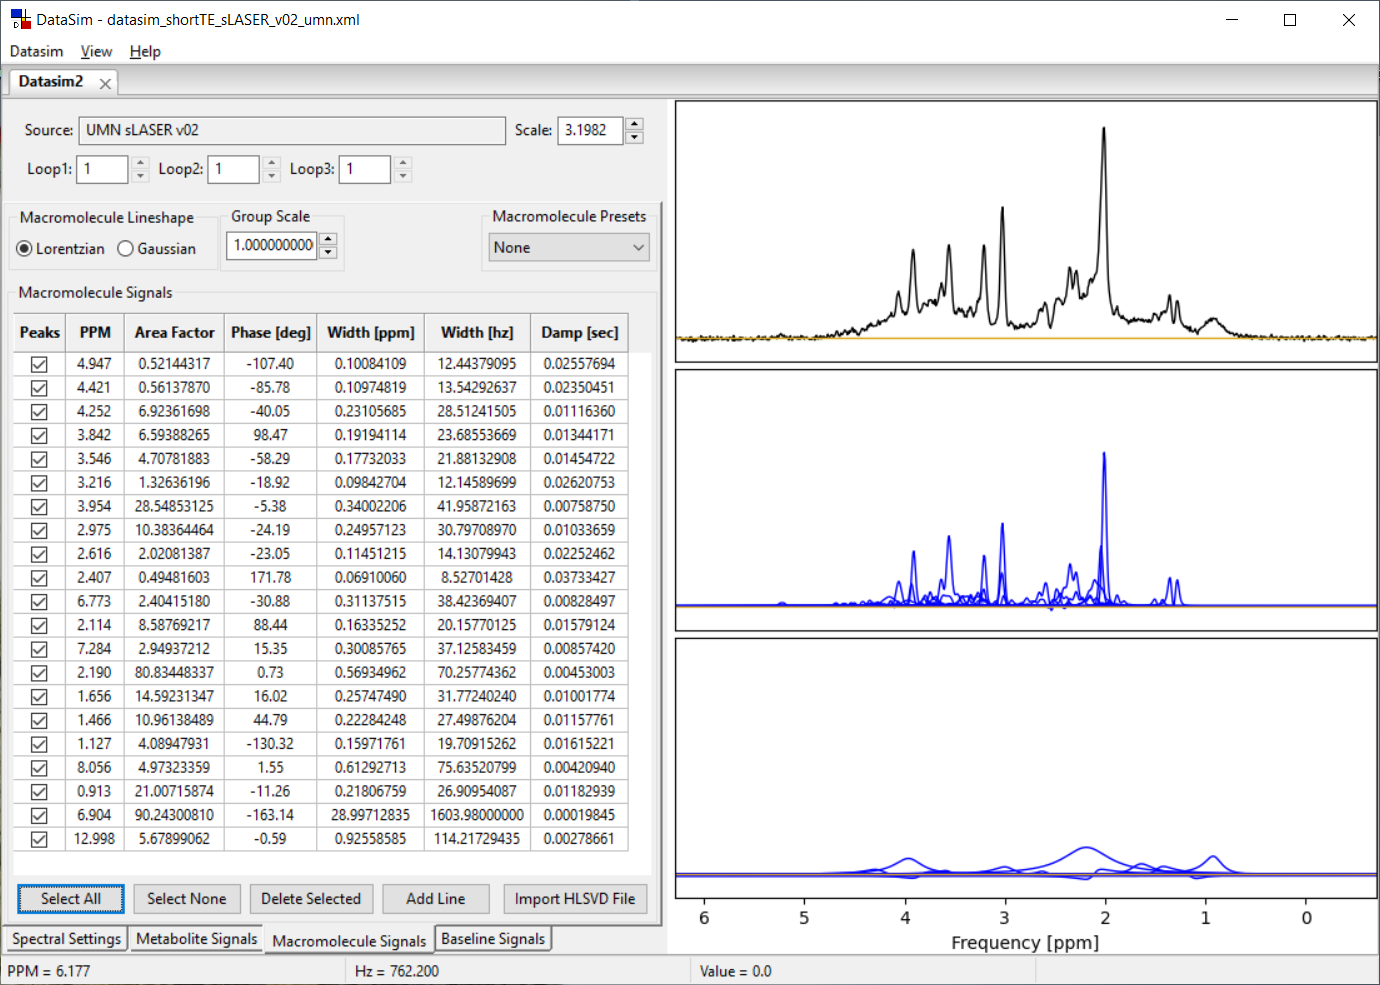 DataSim - datasim_shortTE_sLASER_v02_umn.xml
Datasim View Help
Datasim2
Source: UMN sLASER v02 Scale: 3.1982
Loop1: 1 Loop2: 1 Loop3: 1
Macromolecule Lineshape Group Scale Macromolecule Presets
Lorentzian Gaussian 1.000000000 None
Macromolecule Signals
Peaks PPM Area Factor Phase [deg] Width [ppm] Width [hz] Damp [sec]
4.947 0.52144317 -107.40 0.10084109 12.44379095 0.02557694
4.421 0.56137870 -85.78 0.10974819 13.54292637 0.02350451
4.252 6.92361698 -40.05 0.23105685 28.51241505 0.01116360
3.842 6.59388265 98.47 0.19194114 23.68553669 0.01344171
3.546 4.70781883 -58.29 0.17732033 21.88132908 0.01454722
3.216 1.32636196 -18.92 0.09842704 12.14589699 0.02620753
3.954 28.54853125 -5.38 0.34002206 41.95872163 0.00758750
2.975 10.38364464 -24.19 0.24957123 30.79708970 0.01033659
2.616 2.02081387 -23.05 0.11451215 14.13079943 0.02252462
2.407 0.49481603 171.78 0.06910060 8.52701428 0.03733427
6.773 2.40415180 -30.88 0.31137515 38.42369407 0.00828497
2.114 8.58769217 88.44 0.16335252 20.15770125 0.01579124
7.284 2.94937212 15.35 0.30085765 37.12583459 0.00857420
2.190 80.83448337 0.73 0.56934962 70.25774362 0.00453003
1.656 14.59231347 16.02 0.25747490 31.77240240 0.01001774
1.466 10.96138489 44.79 0.22284248 27.49876204 0.01157761
1.127 4.08947931 -130.32 0.15971761 19.70915262 0.01615221
8.056 4.97323359 1.55 0.61292713 75.63520799 0.00420940
0.913 21.00715874 -11.26 0.21806759 26.90954087 0.01182939
6.904 90.24300810 -163.14 28.99712835 1603.98000000 0.00019845
12.998 5.67899062 -0.59 0.92558585 114.21729435 0.00278661
Select All Select None Delete Selected Add Line Import HLSVD File
Spectral Settings Metabolite Signals Macromolecule Signals Baseline Signals
6 5 4 3 2 1 0
Frequency [ppm]
PPM = 6.177 Hz = 762.200 Value = 0.0